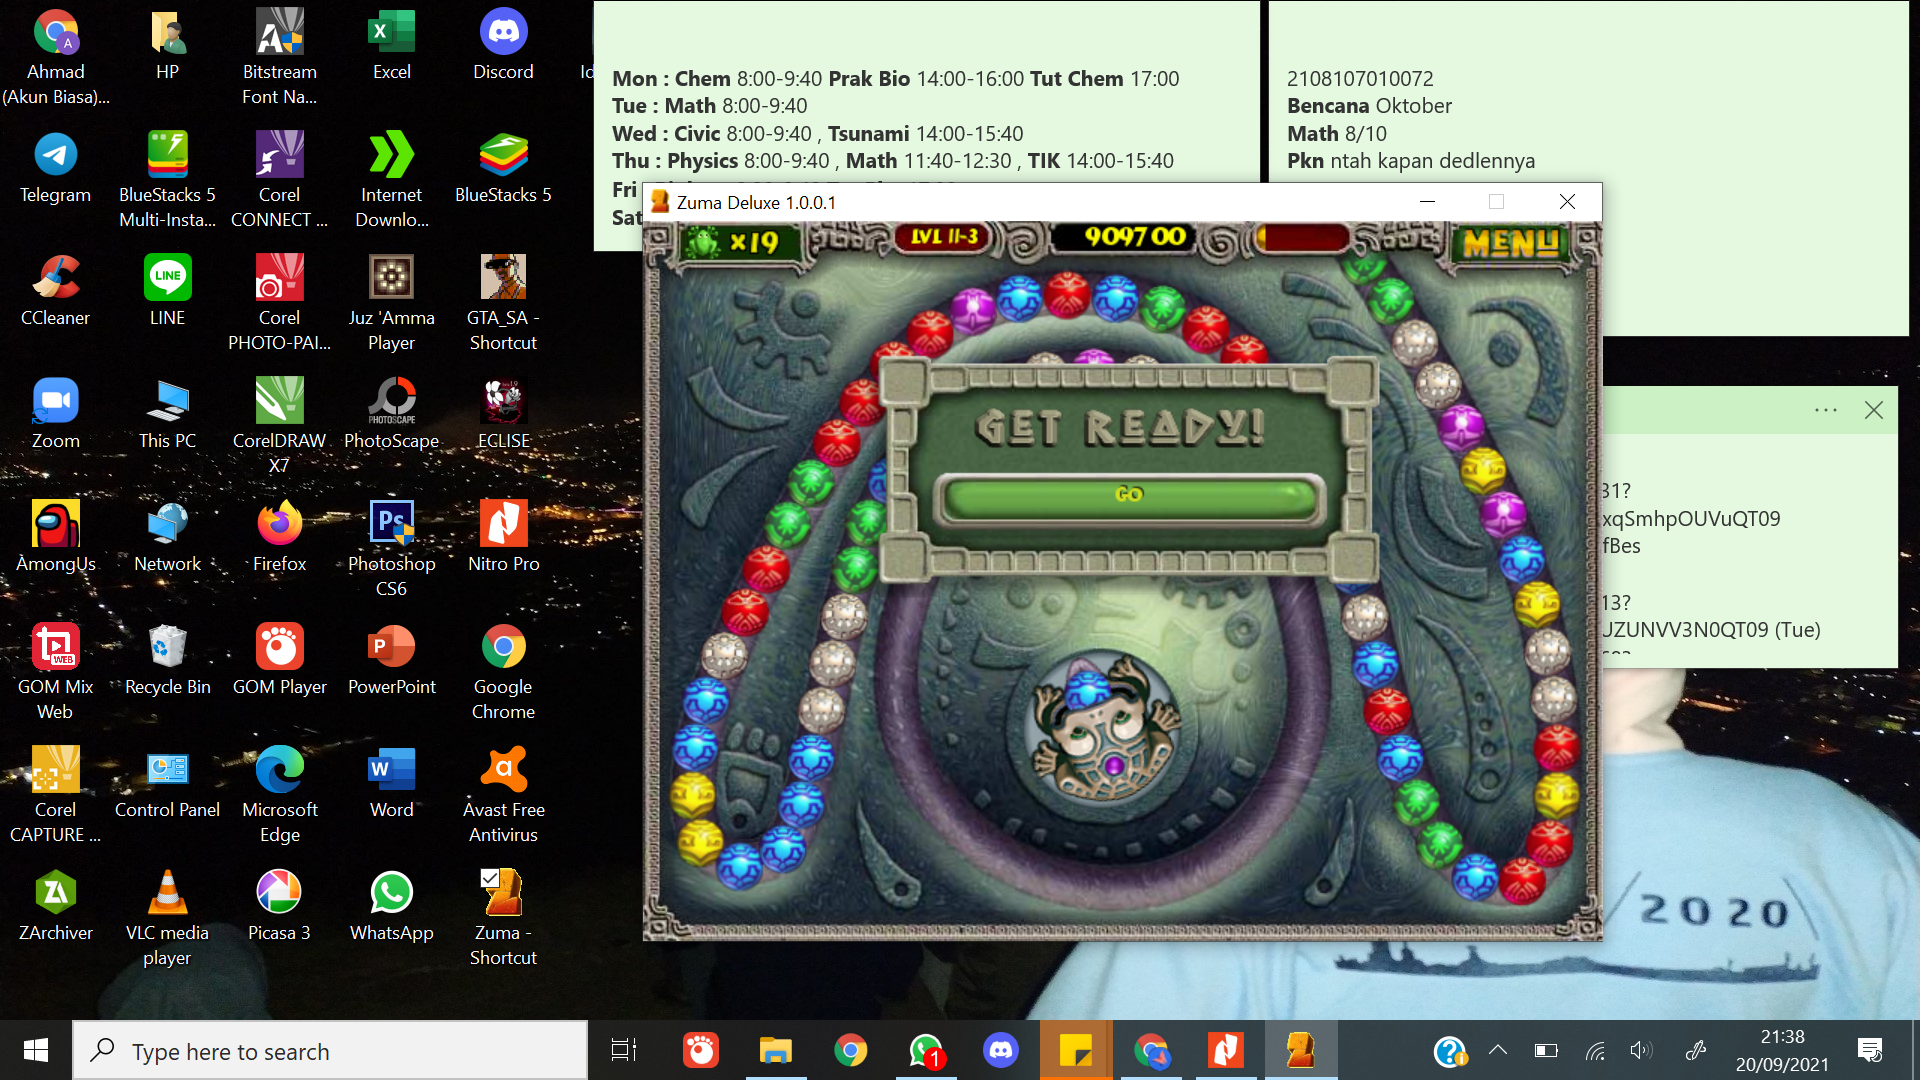 Ahmad
(Akun Biasa)...
HP
Bitstream
Font Na...
Excel
Discord
Telegram
BlueStacks 5
Multi-Insta...
Corel
CONNECT ...
Internet
Downlo...
BlueStacks 5
CCleaner
LINE
LINE
Corel
PHOTO-PAI...
Juz 'Amma
Player
GTA_SA -
Shortcut
Zoom
This PC
CorelDRAW
X7
PHOTOSCAPE
PhotoScape
EGLISE
ÀmongUs
Network
Firefox
Ps
Photoshop
CS6
Nitro Pro
WEB
GOM Mix
Web
Recycle Bin
GOM Player
PowerPoint
Google
Chrome
Corel
CAPTURE ...
Control Panel
Microsoft
Edge
Word
Avast Free
Antivirus
ZArchiver
VLC media
player
Picasa 3
WhatsApp
Zuma -
Shortcut
Mon : Chem 8:00-9:40 Prak Bio 14:00-16:00 Tut Chem 17:00
Tue : Math 8:00-9:40
Wed : Civic 8:00-9:40 , Tsunami 14:00-15:40
Thu : Physics 8:00-9:40 , Math 11:40-12:30 , TIK 14:00-15:40
Fri
Sat
2108107010072
Bencana Oktober
Math 8/10
Pkn ntah kapan dedlennya
Zuma Deluxe 1.0.0.1
x19
LVL 11-3
909700
MENU
GET READY!
GO
31?
xqSmhpOUVuQT09
fBes
13?
JZUNVV3N0QT09 (Tue)
2020
Type here to search
1
21:38
20/09/2021